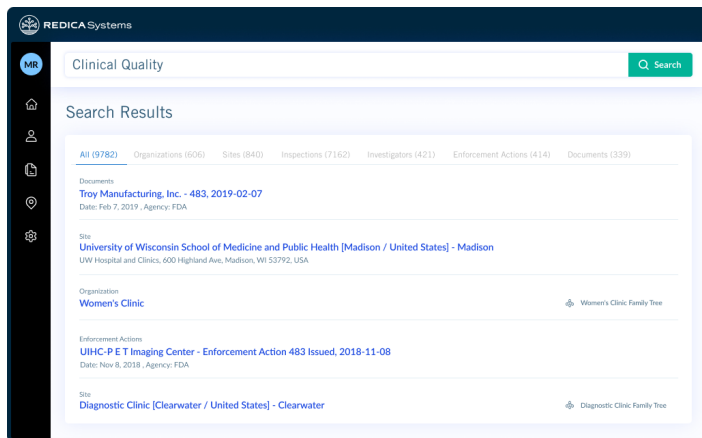 REDICA Systems
MR
Clinical Quality
Search
Search Results
All (9782) Organizations (606) Sites (840) Inspections (7162) Investigators (421) Enforcement Actions (414) Documents (339)
Documents
Troy Manufacturing, Inc. - 483, 2019-02-07
Date: Feb 7, 2019 , Agency: FDA
Site
University of Wisconsin School of Medicine and Public Health [Madison / United States] - Madison
UW Hospital and Clinics, 600 Highland Ave, Madison, WI 53792, USA
Organization
Women's Clinic
Women's Clinic Family Tree
Enforcement Actions
UIHC-P E T Imaging Center - Enforcement Action 483 Issued, 2018-11-08
Date: Nov 8, 2018 , Agency: FDA
Site
Diagnostic Clinic [Clearwater / United States] - Clearwater
Diagnostic Clinic Family Tree